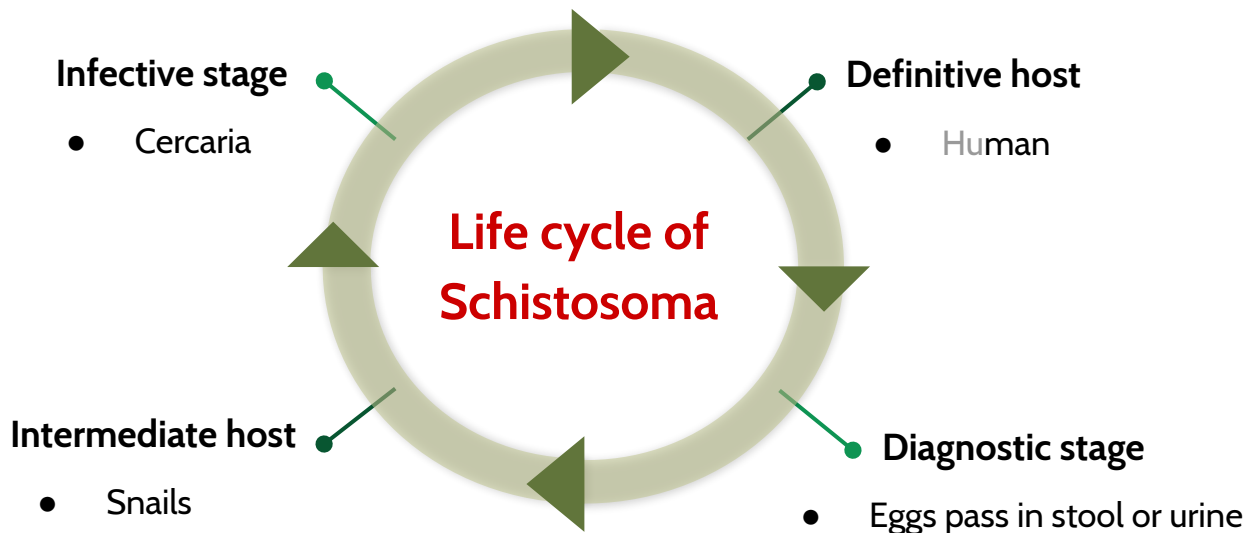 Infective stage
● Cercaria
Definitive host
● Human
Life cycle of
Schistosoma
Intermediate host
● Snails
Diagnostic stage
● Eggs pass in stool or urine